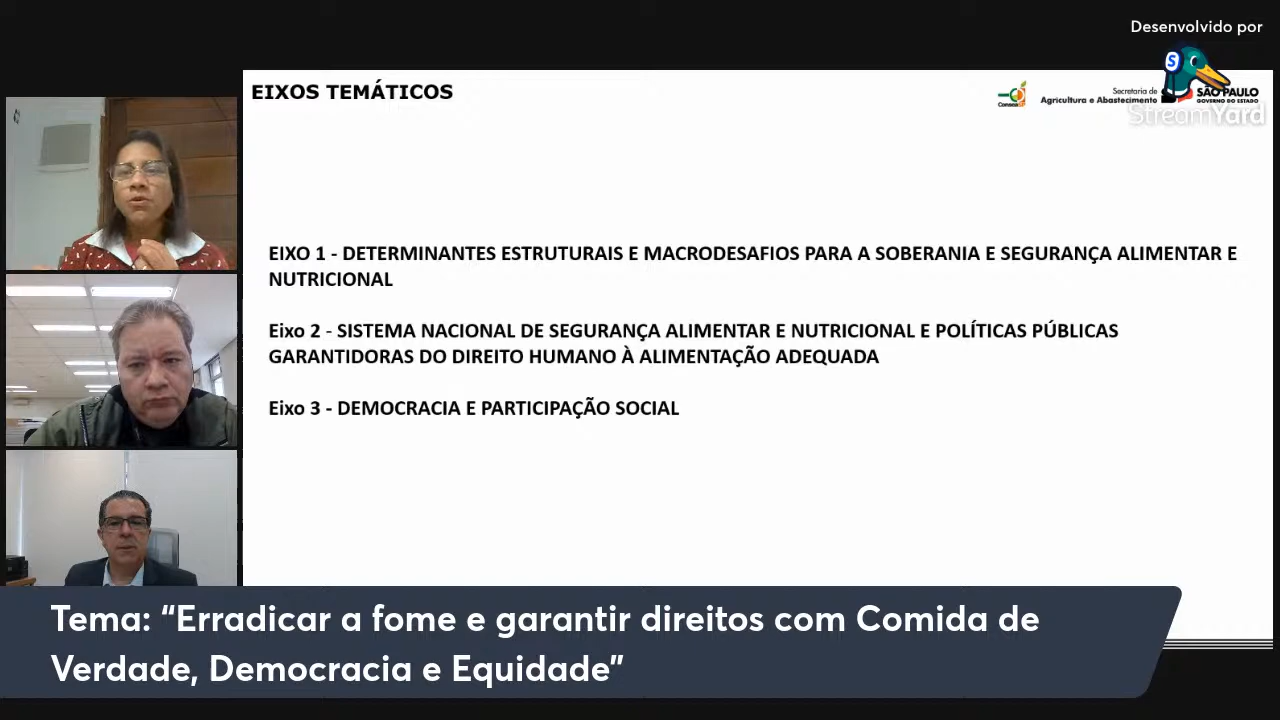 Desenvolvido por
StreamYard
EIXOS TEMÁTICOS
Consea SP
Secretaria de
Agricultura e Abastecimento
SÃO PAULO
GOVERNO DO ESTADO
EIXO 1 - DETERMINANTES ESTRUTURAIS E MACRODESAFIOS PARA A SOBERANIA E SEGURANÇA ALIMENTAR E
NUTRICIONAL
Eixo 2 - SISTEMA NACIONAL DE SEGURANÇA ALIMENTAR E NUTRICIONAL E POLÍTICAS PÚBLICAS
GARANTIDORAS DO DIREITO HUMANO À ALIMENTAÇÃO ADEQUADA
Eixo 3 - DEMOCRACIA E PARTICIPAÇÃO SOCIAL
Tema: “Erradicar a fome e garantir direitos com Comida de
Verdade, Democracia e Equidade”